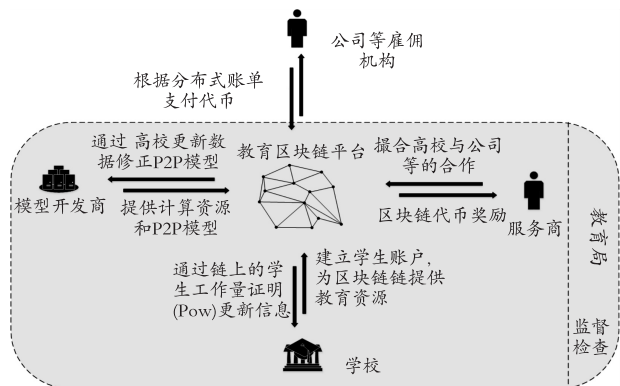 公司等雇佣
机构
根据分布式账单
支付代币
通过 高校更新数
据修正P2P模型
教育区块链平台
撮合高校与公司
等的合作
模型开发商
提供计算资源
和P2P模型
区块链代币奖励
服务商
教育局
通过链上的学
生工作量证明
(Pow)更新信息
建立学生账户,
为区块链链提供
教育资源
监督
检查
学校